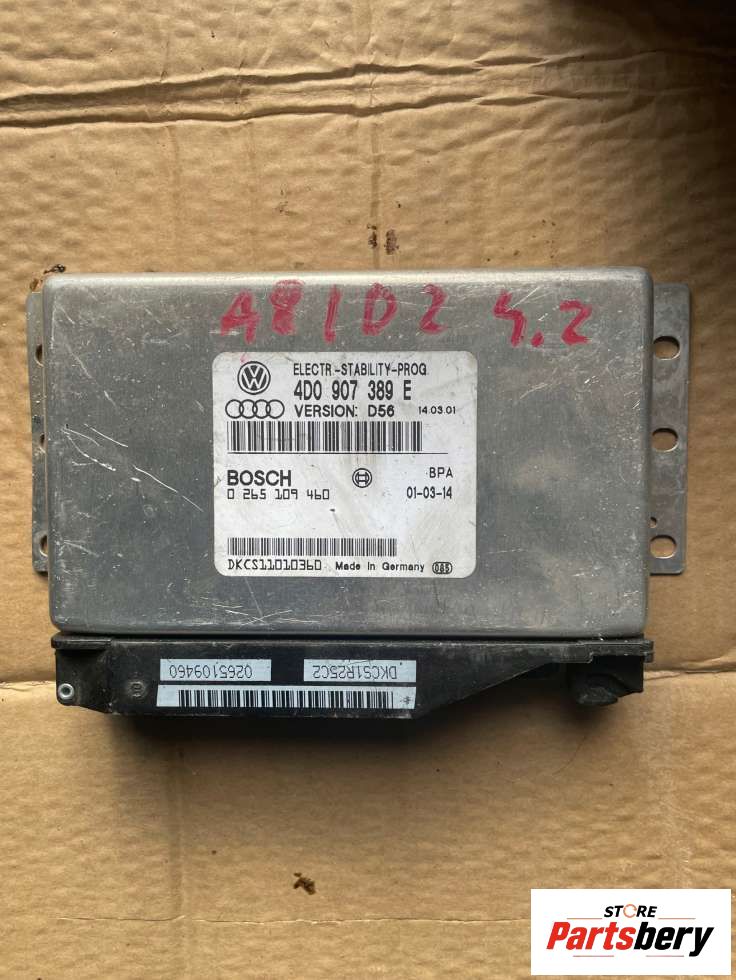 A8/D2 4.2
ELECTR.-STABILITY-PROG.
4D0 907 389 E
VERSION: D56 14.03.01
BOSCH BPA
0 265 109 460 01-03-14
DKCS11010360 Made in Germany 085
0265109460 DKCS1R25C2
STORE
Partsbery